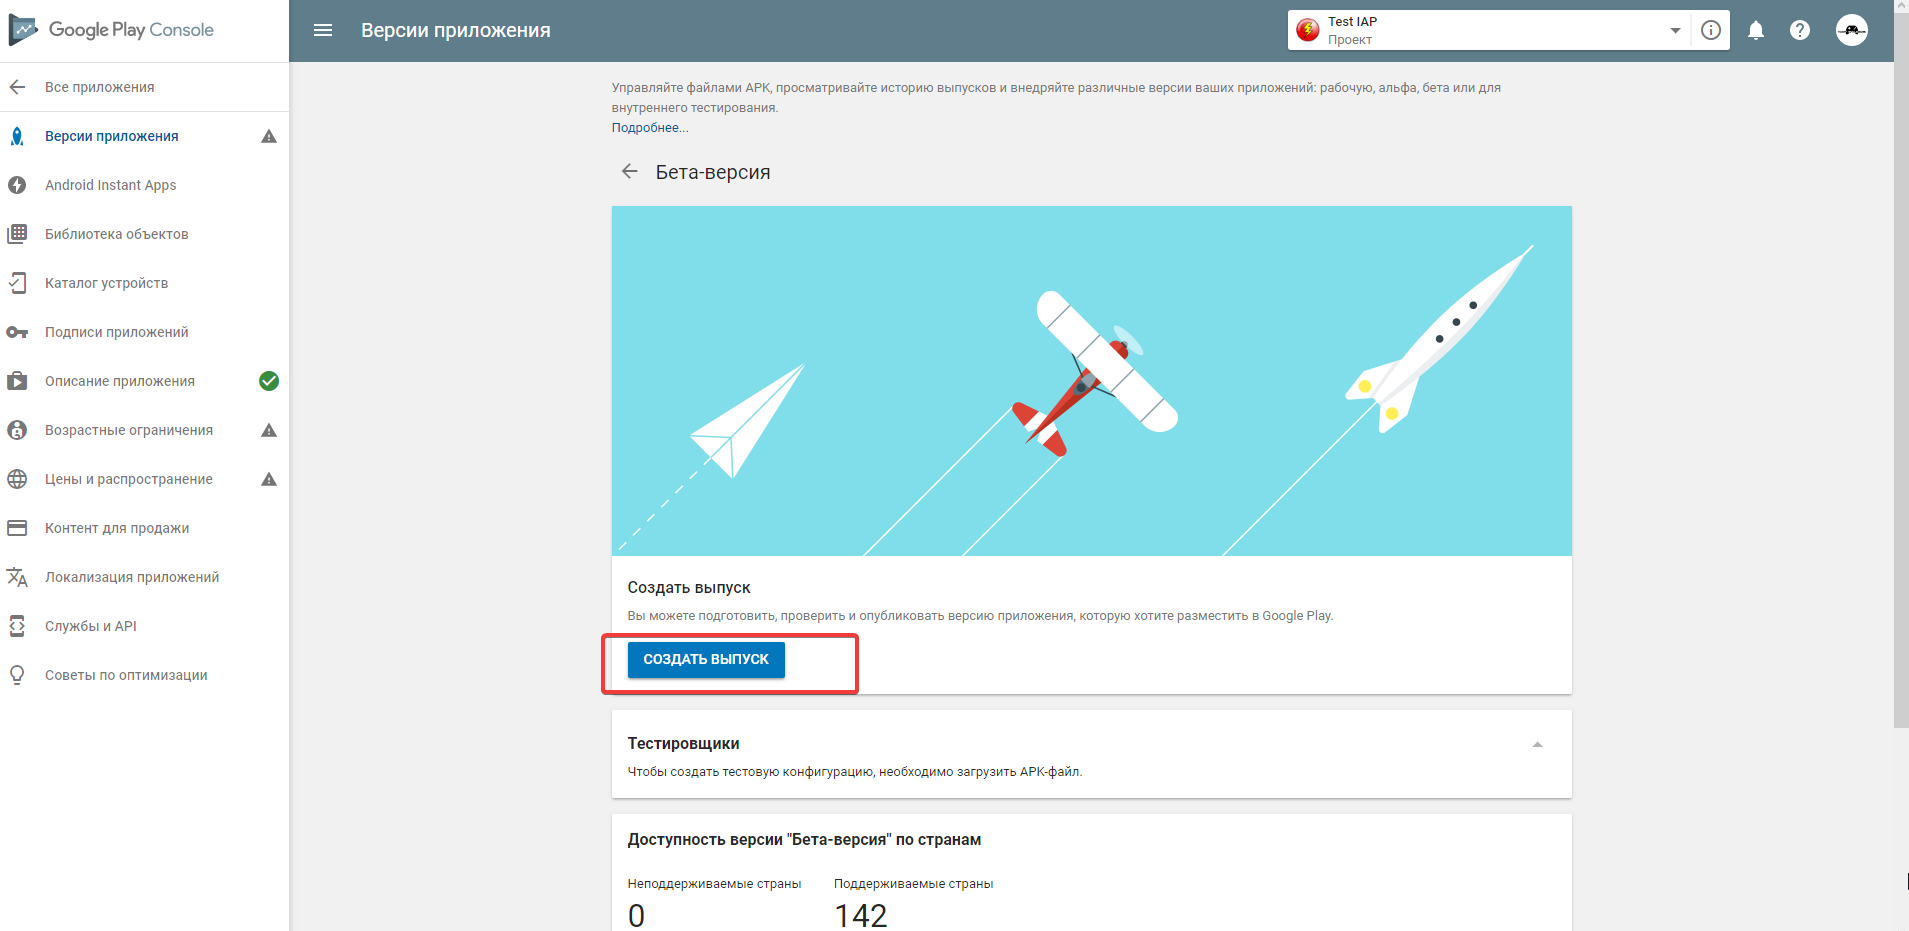 Google Play Console
Версии приложения
Test IAP
Проект
Все приложения
Версии приложения
Android Instant Apps
Библиотека объектов
Каталог устройств
Подписи приложений
Описание приложения
Возрастные ограничения
Цены и распространение
Контент для продажи
Локализация приложений
Службы и API
Советы по оптимизации
Управляйте файлами APK, просматривайте историю выпусков и внедряйте различные версии ваших приложений: рабочую, альфа, бета или для
внутреннего тестирования.
Подробнее...
Бета-версия
Создать выпуск
Вы можете подготовить, проверить и опубликовать версию приложения, которую хотите разместить в Google Play.
СОЗДАТЬ ВЫПУСК
Тестировщики
Чтобы создать тестовую конфигурацию, необходимо загрузить APK-файл.
Доступность версии "Бета-версия" по странам
Неподдерживаемые страны Поддерживаемые страны
0 142